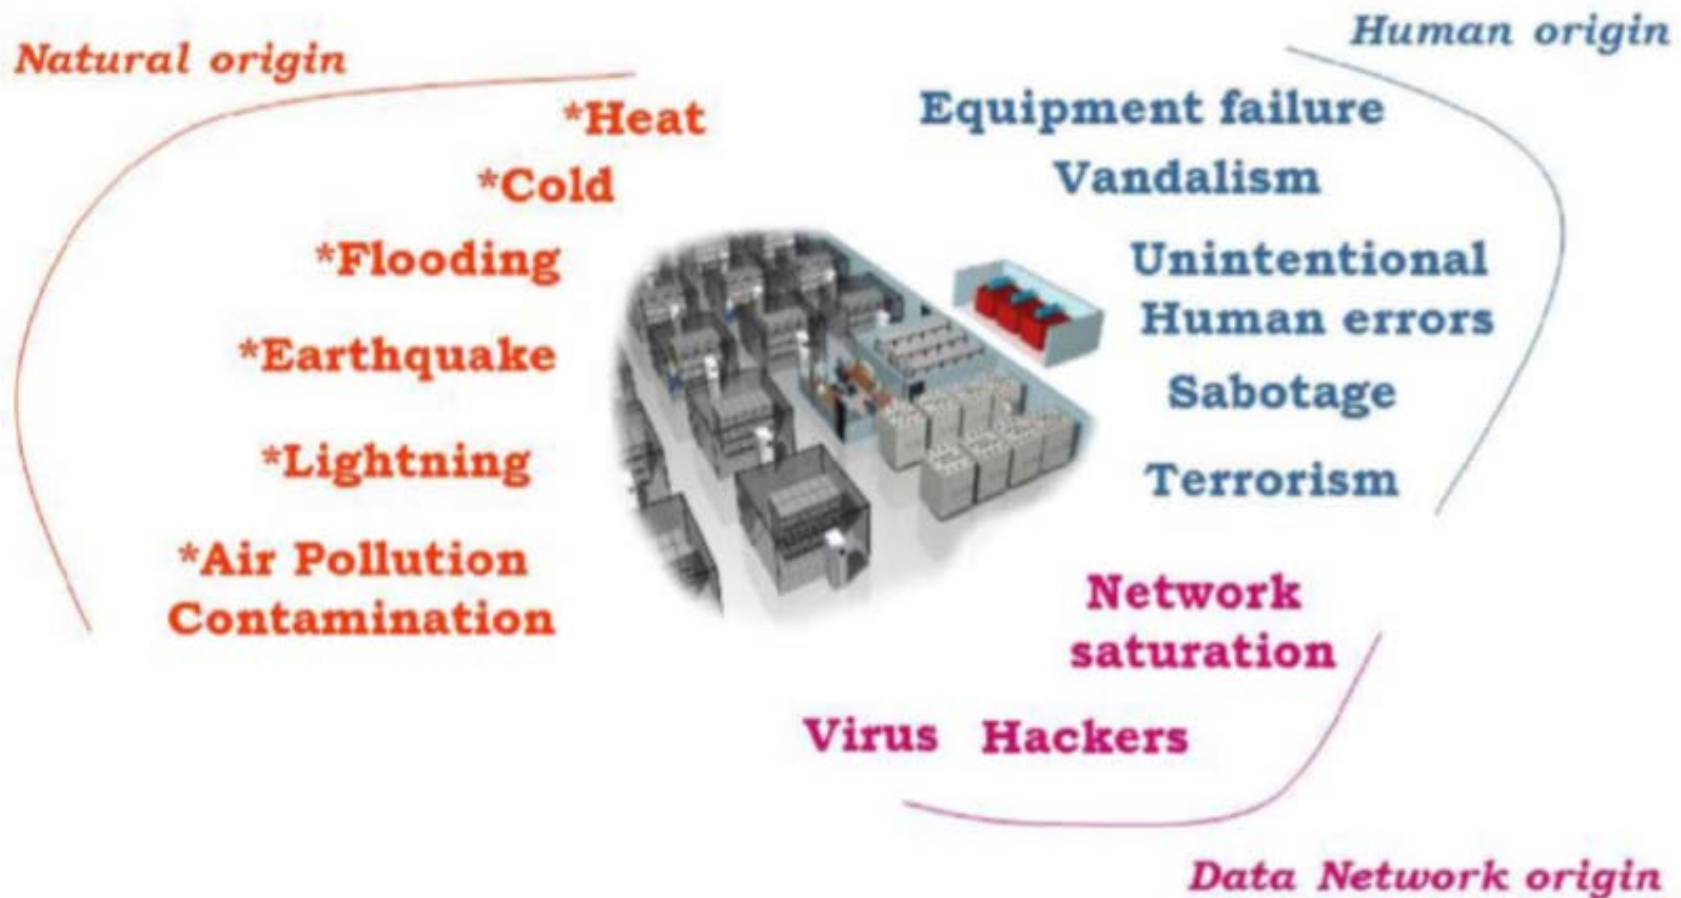 Natural origin
*Heat
*Cold
*Flooding
*Earthquake
*Lightning
*Air Pollution
Contamination
Human origin
Equipment failure
Vandalism
Unintentional
Human errors
Sabotage
Terrorism
Network
saturation
Virus Hackers
Data Network origin